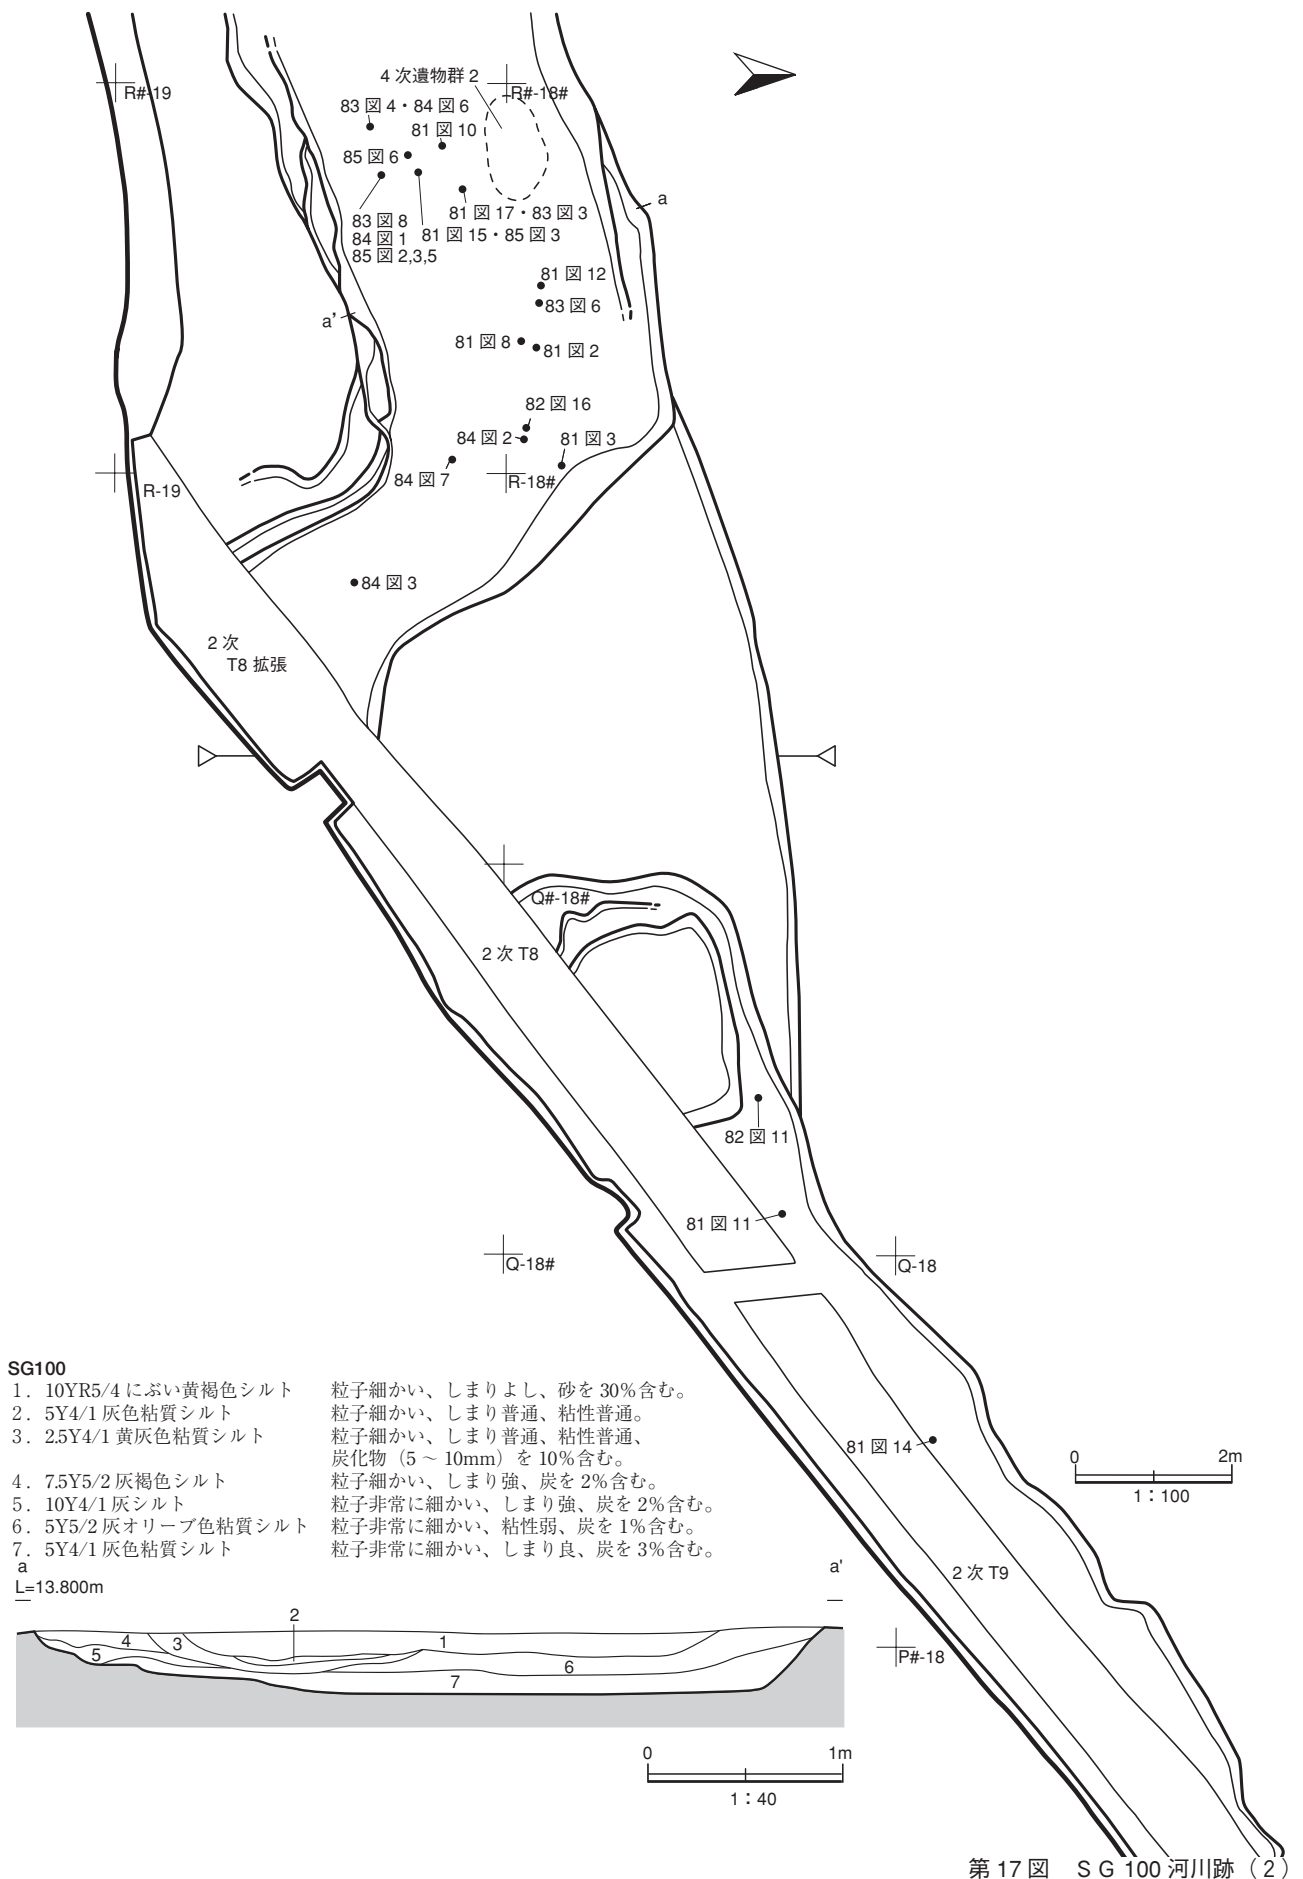 R#-19
4 次遺物群 2
R#-18#
83 図 4・84 図 6
81 図 10
85 図 6
a
81 図 17・83 図 3
83 図 8
84 図 1
85 図 2,3,5
81 図 15・85 図 3
81 図 12
83 図 6
a’
81 図 8
81 図 2
82 図 16
84 図 2
81 図 3
84 図 7
R-18#
R-19
84 図 3
2 次
T8 拡張
Q#-18#
2 次 T8
82 図 11
81 図 11
Q-18#
Q-18
SG100
1. 10YR5/4 にぶい黄褐色シルト 粒子細かい、しまりよし、砂を 30%含む。
2. 5Y4/1 灰色粘質シルト 粒子細かい、しまり普通、粘性普通。
3. 2.5Y4/1 黄灰色粘質シルト 粒子細かい、しまり普通、粘性普通、
炭化物（5 ～ 10mm）を 10%含む。
4. 7.5Y5/2 灰褐色シルト 粒子細かい、しまり強、炭を 2%含む。
5. 10Y4/1 灰シルト 粒子非常に細かい、しまり強、炭を 2%含む。
6. 5Y5/2 灰オリーブ色粘質シルト 粒子非常に細かい、粘性弱、炭を 1%含む。
7. 5Y4/1 灰色粘質シルト 粒子非常に細かい、しまり良、炭を 3%含む。
81 図 14
0 2m
1：100
2 次 T9
a a'
L=13.800m
2
4 3 1
5 6
7
P#-18
0 1m
1：40
第 17 図 ＳＧ 100 河川跡（2）